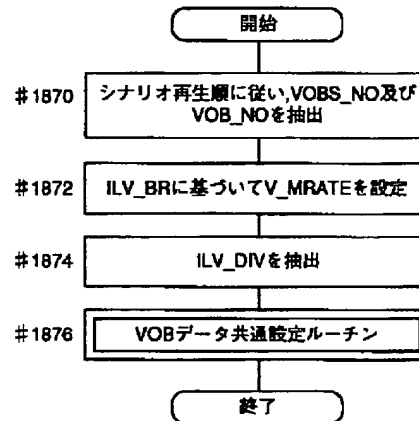 開始
#1870
シナリオ再生順に従い,VOBS_NO及び
VOB_NOを抽出
#1872
ILV_BRに基づいてV_MRATEを設定
#1874
ILV_DIVを抽出
#1876
VOBデータ共通設定ルーチン
終了